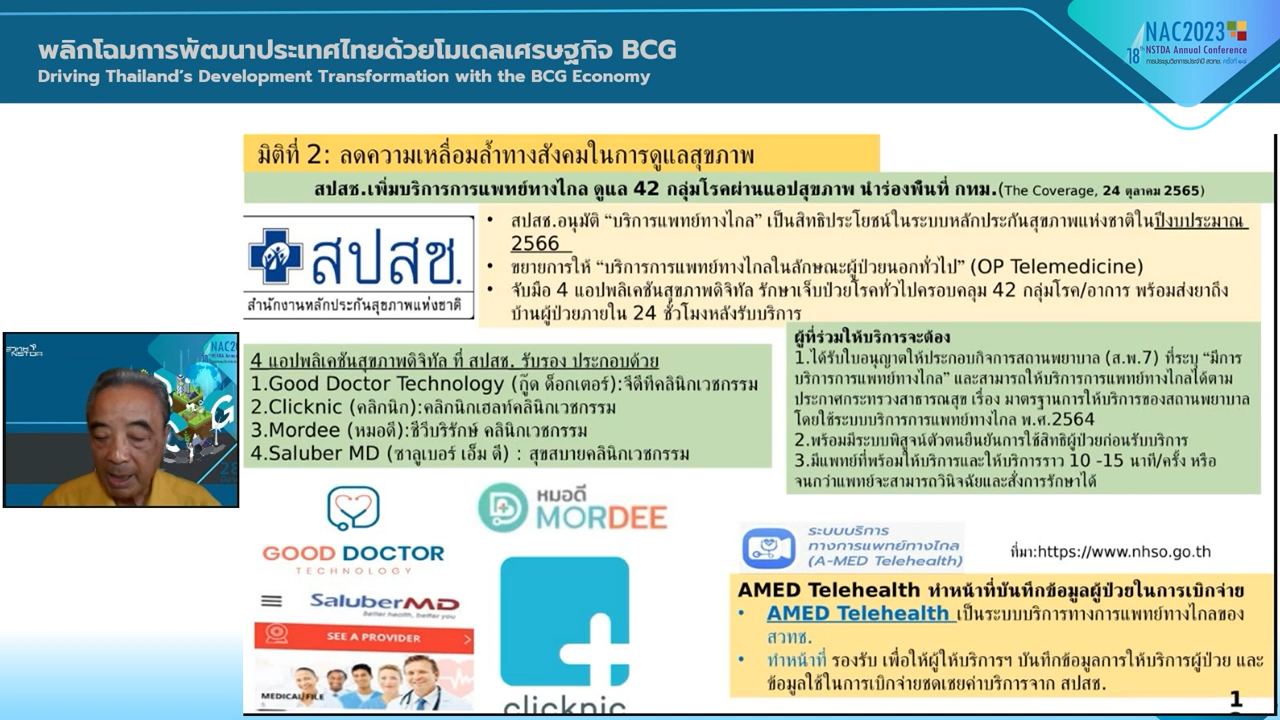 พลิกโฉมการพัฒนาประเทศไทยด้วยโมเดลเศรษฐกิจ BCG
Driving Thailand's Development Transformation with the BCG Economy
NAC2023
18th NSTDA Annual Conference
การประชุมวิชาการประจำปี สวทช. ครั้งที่ ๑๘
มิติที่ 2: ลดความเหลื่อมล้ำทางสังคมในการดูแลสุขภาพ
สปสช.เพิ่มบริการการแพทย์ทางไกล ดูแล 42 กลุ่มโรคผ่านแอปสุขภาพ นำร่องพื้นที่ กทม.(The Coverage, 24 ตุลาคม 2565)
สปสช.
สำนักงานหลักประกันสุขภาพแห่งชาติ
• สปสช.อนุมัติ “บริการแพทย์ทางไกล” เป็นสิทธิประโยชน์ในระบบหลักประกันสุขภาพแห่งชาติในปีงบประมาณ
2566
• ขยายการให้ “บริการการแพทย์ทางไกลในลักษณะผู้ป่วยนอกทั่วไป” (OP Telemedicine)
• จับมือ 4 แอปพลิเคชันสุขภาพดิจิทัล รักษาเจ็บป่วยโรคทั่วไปครอบคลุม 42 กลุ่มโรค/อาการ พร้อมส่งยาถึง
บ้านผู้ป่วยภายใน 24 ชั่วโมงหลังรับบริการ
4 แอปพลิเคชันสุขภาพดิจิทัล ที่ สปสช. รับรอง ประกอบด้วย
1.Good Doctor Technology (กู๊ด ด็อกเตอร์):จีดีทีคลินิกเวชกรรม
2.Clicknic (คลิกนิก):คลิกนิกเฮลท์คลินิกเวชกรรม
3.Mordee (หมอดี):ชีวีบริรักษ์ คลินิกเวชกรรม
4.Saluber MD (ซาลูเบอร์ เอ็ม ดี) : สุขสบายคลินิกเวชกรรม
ผู้ที่ร่วมให้บริการจะต้อง
1.ได้รับใบอนุญาตให้ประกอบกิจการสถานพยาบาล (ส.พ.7) ที่ระบุ “มีการ
บริการการแพทย์ทางไกล” และสามารถให้บริการการแพทย์ทางไกลได้ตาม
ประกาศกระทรวงสาธารณสุข เรื่อง มาตรฐานการให้บริการของสถานพยาบาล
โดยใช้ระบบบริการการแพทย์ทางไกล พ.ศ.2564
2.พร้อมมีระบบพิสูจน์ตัวตนยืนยันการใช้สิทธิผู้ป่วยก่อนรับบริการ
3.มีแพทย์ที่พร้อมให้บริการและให้บริการราว 10 -15 นาที/ครั้ง หรือ
จนกว่าแพทย์จะสามารถวินิจฉัยและสั่งการรักษาได้
GOOD DOCTOR
TECHNOLOGY
หมอดี
MORDEE
SaluberMD
Better health, better you
SEE A PROVIDER
MEDICAL FILE
clicknic
ระบบบริการ
ทางการแพทย์ทางไกล
(A-MED Telehealth)
ที่มา:https://www.nhso.go.th
AMED Telehealth ทำหน้าที่บันทึกข้อมูลผู้ป่วยในการเบิกจ่าย
• AMED Telehealth เป็นระบบบริการทางการแพทย์ทางไกลของ
สวทช.
• ทำหน้าที่ รองรับ เพื่อให้ผู้ให้บริการฯ บันทึกข้อมูลการให้บริการผู้ป่วย และ
ข้อมูลใช้ในการเบิกจ่ายชดเชยค่าบริการจาก สปสช.